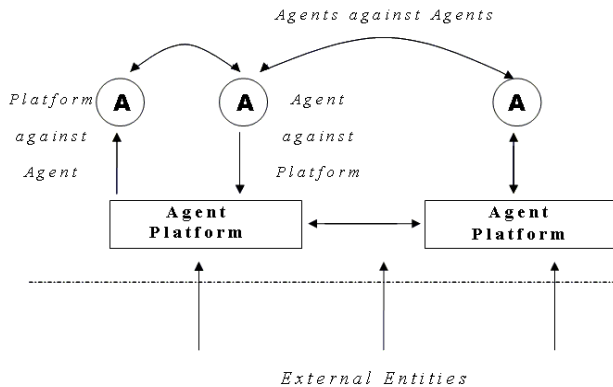 Agents against Agents
Platform
against
Agent
A
A
Agent
against
Platform
A
Agent
Platform
Agent
Platform
External Entities